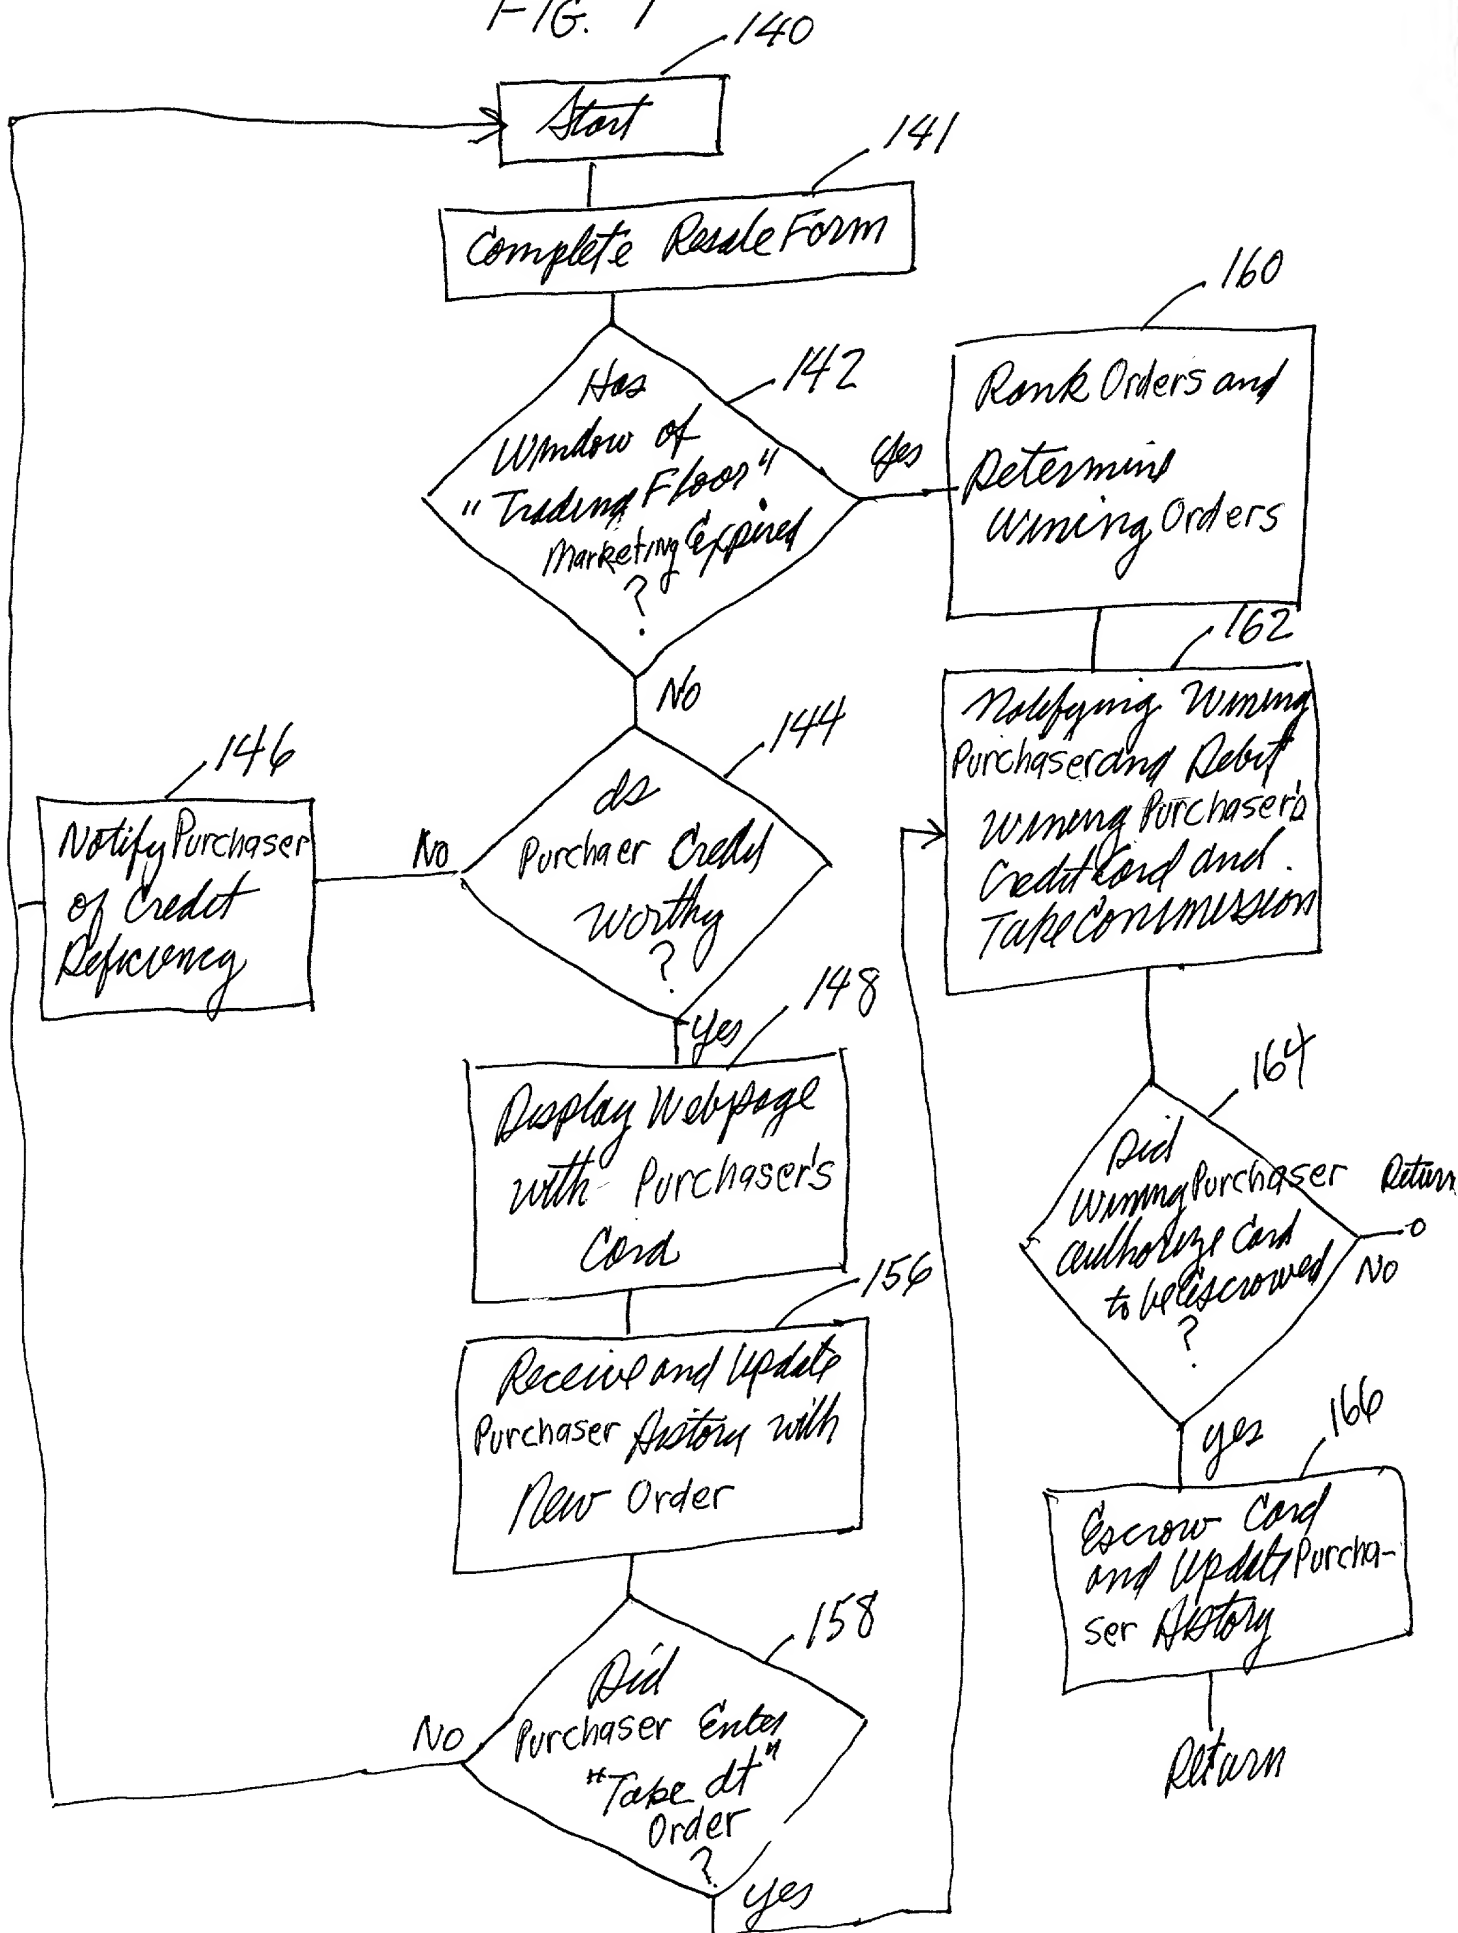 FIG. 7
140
Start
141
Complete Resale Form
142
Has
Window of
"Trading Floor"
Marketing Expired
?
Yes
No
160
Rank Orders and
Determine
Wining Orders
162
Notifying Wining
Purchaser and Debit
Wining Purchaser's
Credit Card and
Take Commission
144
Is
Purchaer Credit
Worthy
?
No
Yes
146
Notify Purchaser
of Credit
Deficiency
148
Display Webpage
with Purchaser's
Card
156
Receive and Update
Purchaser History with
New Order
158
Did
Purchaser Enter
"Take It"
Order
?
No
Yes
164
Did
Wining Purchaser
Authorize Card
to be Escrowed
?
Return
No
yes
166
Escrow Card
and Update Purcha-
ser History
Return